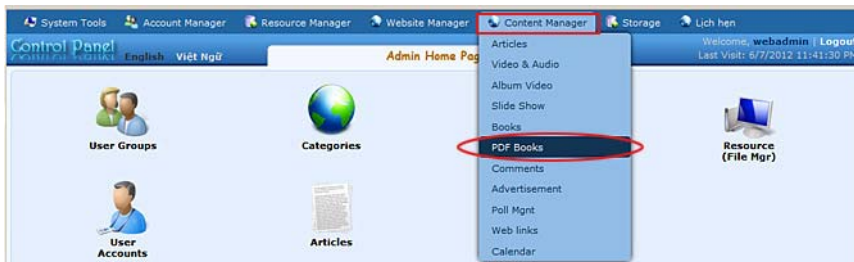 System Tools Account Manager Resource Manager Website Manager Content Manager Storage Lịch hẹn
Control Panel English Việt Ngữ
Admin Home Pag
Welcome, webadmin | Logout
Last Visit: 6/7/2012 11:41:30 PM
Articles
Video & Audio
Album Video
Slide Show
Books
PDF Books
Comments
Advertisement
Poll Mgnt
Web links
Calendar
User Groups
Categories
Resource
(File Mgr)
User
Accounts
Articles